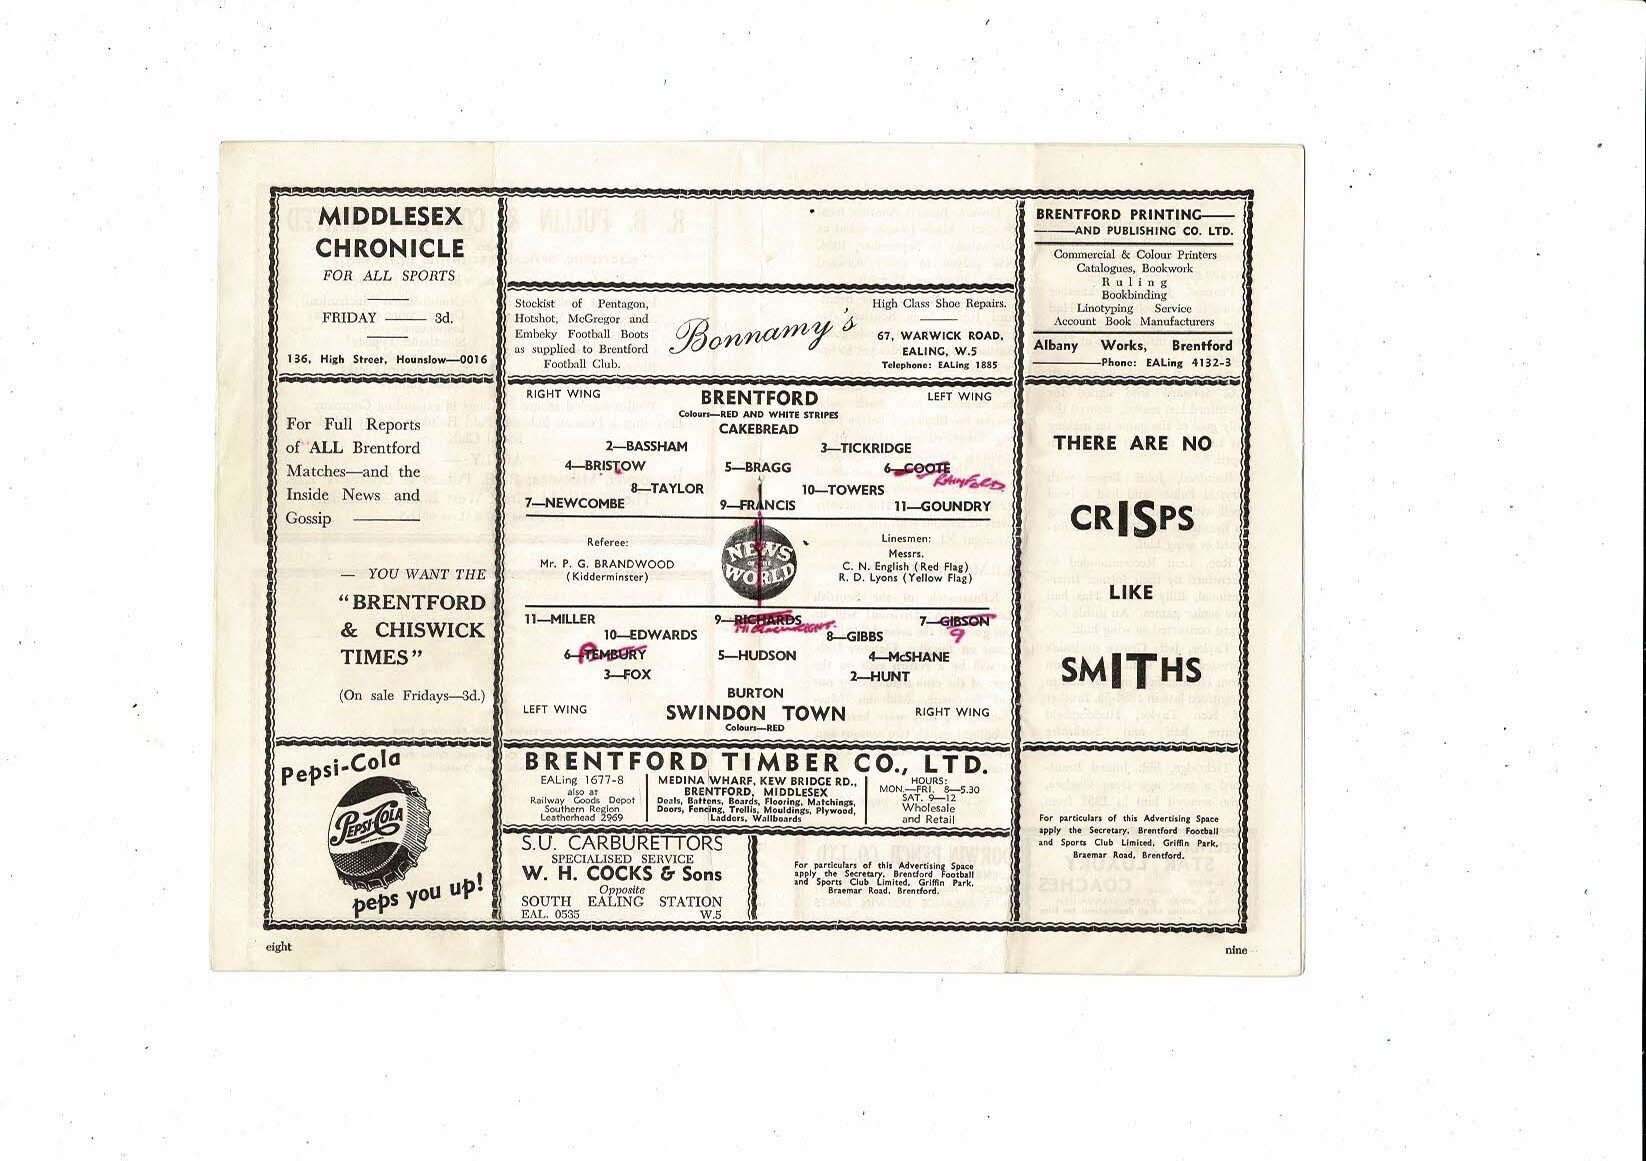 MIDDLESEX
CHRONICLE
FOR ALL SPORTS
FRIDAY —— 3d.
136, High Street, Hounslow—0016
For Full Reports
of ALL Brentford
Matches—and the
Inside News and
Gossip ——
— YOU WANT THE
"BRENTFORD
& CHISWICK
TIMES"
(On sale Fridays—3d.)
Pepsi-Cola
PEPSI-COLA
peps you up!
eight
Stockist of Pentagon,
Hotshot, McGregor and
Embeky Football Boots
as supplied to Brentford
Football Club.
Bonnamy's
High Class Shoe Repairs.
67, WARWICK ROAD,
EALING, W.5
Telephone: EALing 1885
RIGHT WING
BRENTFORD
LEFT WING
Colours—RED AND WHITE STRIPES
CAKEBREAD
2—BASSHAM
3—TICKRIDGE
4—BRISTOW
5—BRAGG
6—COOTE
RAINFORD
8—TAYLOR
10—TOWERS
7—NEWCOMBE
9—FRANCIS
11—GOUNDRY
Referee:
Mr. P. G. BRANDWOOD
(Kidderminster)
NEWS
OF THE
WORLD
Linesmen:
Messrs.
C. N. English (Red Flag)
R. D. Lyons (Yellow Flag)
11—MILLER
9—RICHARDS
7—GIBSON
9
10—EDWARDS
8—GIBBS
6—TEMBURY
5—HUDSON
4—McSHANE
3—FOX
2—HUNT
BURTON
LEFT WING
SWINDON TOWN
RIGHT WING
Colours—RED
BRENTFORD TIMBER CO., LTD.
EALing 1677-8
also at
Railway Goods Depot
Southern Region
Leatherhead 2969
MEDINA WHARF, KEW BRIDGE RD.,
BRENTFORD, MIDDLESEX
Deals, Battens, Boards, Flooring, Matchings,
Doors, Fencing, Trellis, Mouldings, Plywood,
Ladders, Wallboards
HOURS:
MON.—FRI. 8—5.30
SAT. 9—12
Wholesale
and Retail
S.U. CARBURETTORS
SPECIALISED SERVICE
W. H. COCKS & Sons
Opposite
SOUTH EALING STATION
EAL. 0535 W.5
For particulars of this Advertising Space
apply the Secretary, Brentford Football
and Sports Club Limited, Griffin Park,
Braemar Road, Brentford.
BRENTFORD PRINTING——
——AND PUBLISHING CO. LTD.
Commercial & Colour Printers
Catalogues, Bookwork
Ruling
Bookbinding
Linotyping Service
Account Book Manufacturers
Albany Works, Brentford
——Phone: EALing 4132-3
THERE ARE NO
CRISPS
LIKE
SMITHS
For particulars of this Advertising Space
apply the Secretary, Brentford Football
and Sports Club Limited, Griffin Park,
Braemar Road, Brentford.
nine